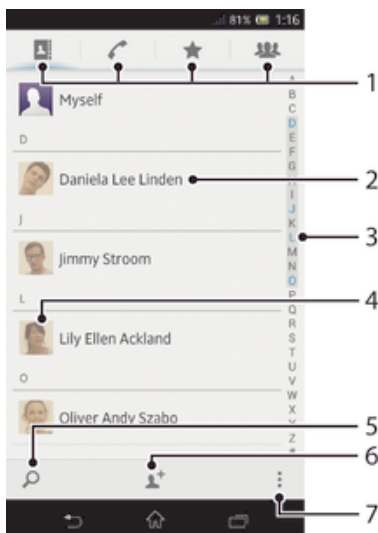 81% 1:16
1
Myself
A
B
C
D
D
E
F
G
Daniela Lee Linden
2
I
J
J
K
L
3
Jimmy Stroom
M
N
O
L
P
Q
4
R
Lily Ellen Ackland
S
T
U
V
O
W
X
Oliver Andy Szabo
Y
Z
#
5
6
7